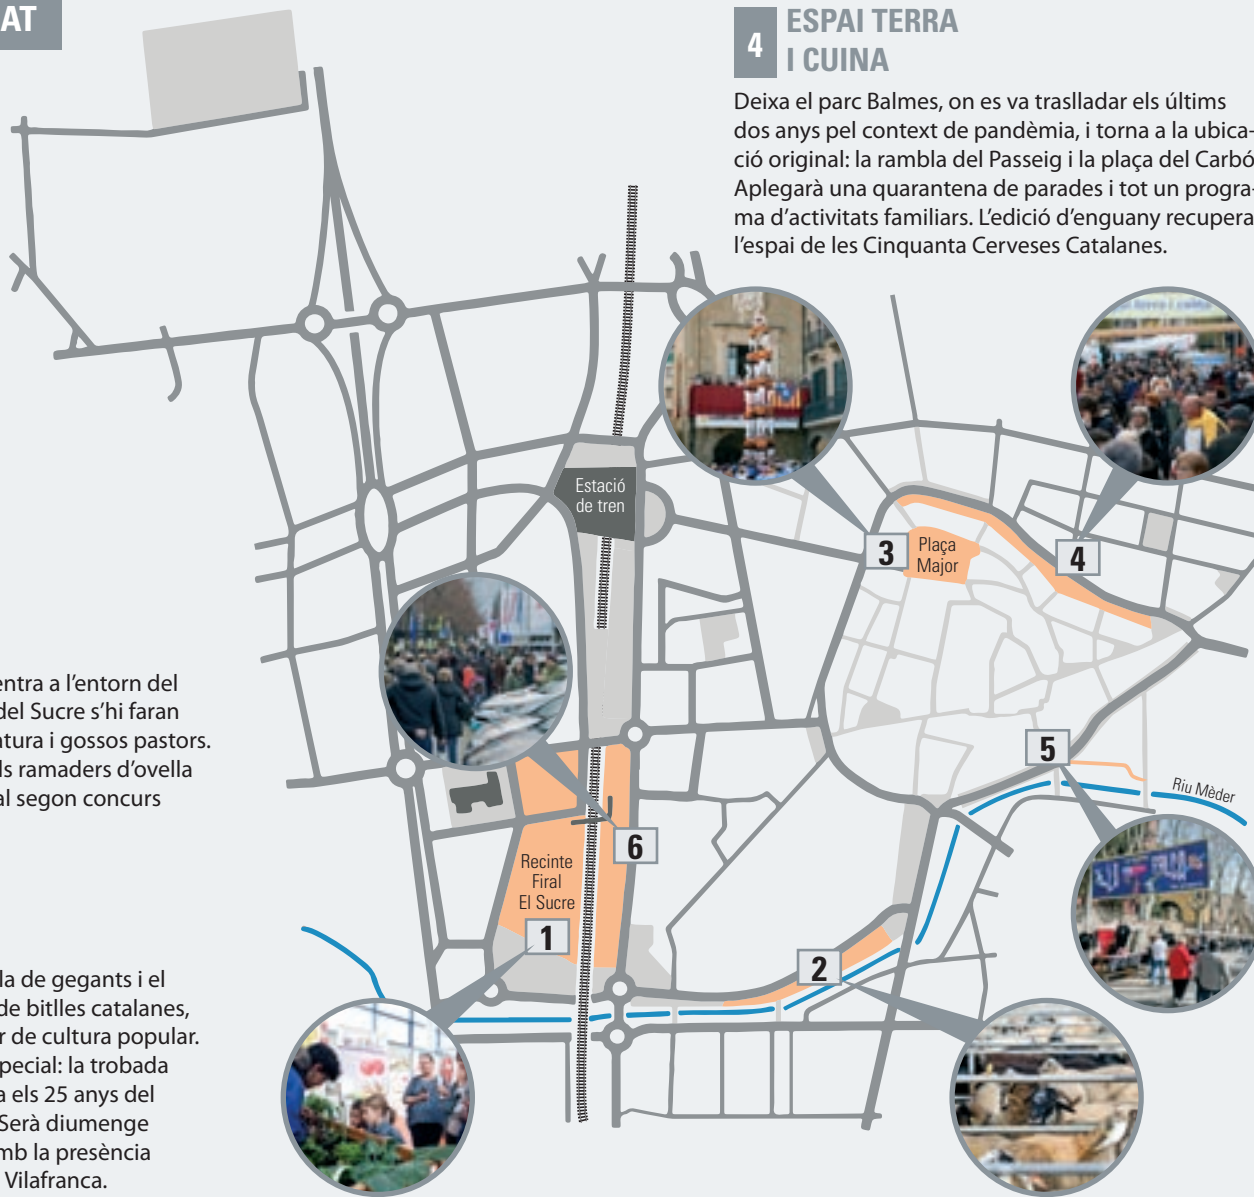 AT
4
ESPAI TERRA
I CUINA
Deixa el parc Balmes, on es va traslladar els últims
dos anys pel context de pandèmia, i torna a la ubica-
ció original: la rambla del Passeig i la plaça del Carbó
Aplegarà una quarantena de parades i tot un progra-
ma d'activitats familiars. L'edició d'enguany recupera
l'espai de les Cinquanta Cerveses Catalanes.
Estació
de tren
3
Plaça
Major
4
entra a l'entorn del
del Sucre s'hi faran
tura i gossos pastors.
ls ramaders d'ovella
al segon concurs
5
Riu Mèder
6
Recinte
Firal
El Sucre
1
2
la de gegants i el
de bitlles catalanes,
r de cultura popular.
pecial: la trobada
a els 25 anys del
Serà diumenge
mb la presència
Vilafranca.